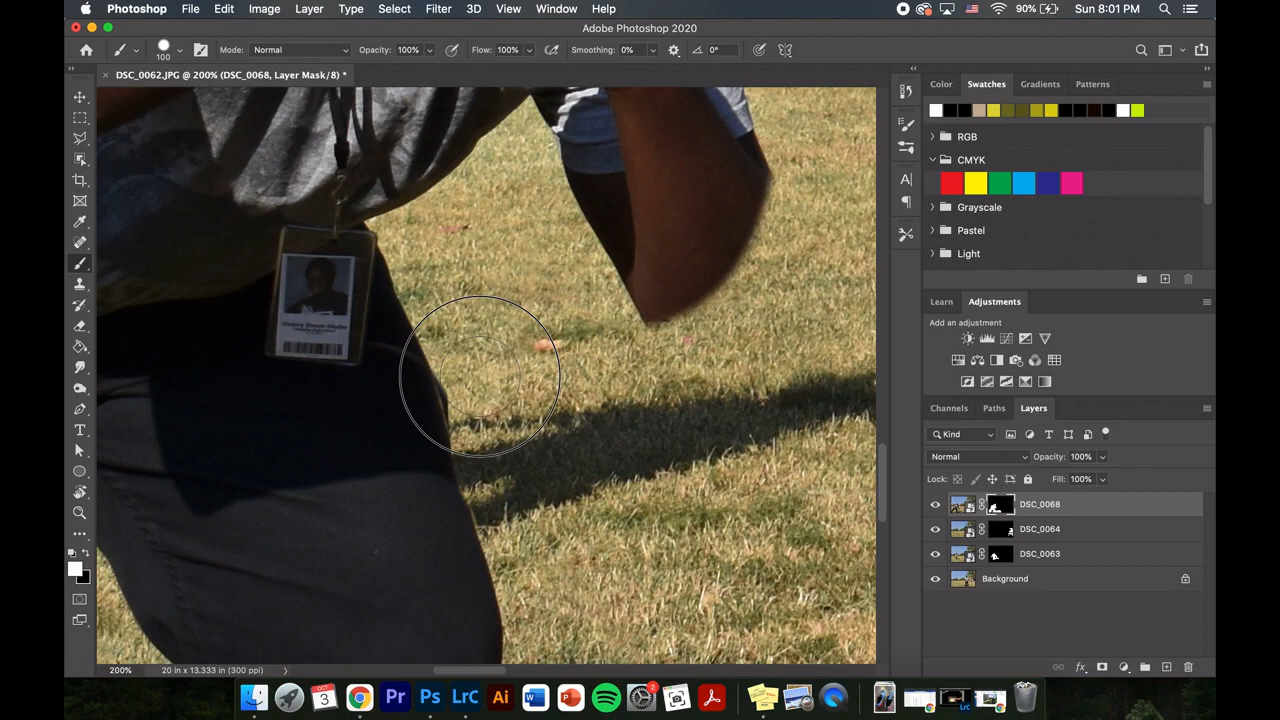 Photoshop File Edit Image Layer Type Select Filter 3D View Window Help 90% Sun 8:01 PM
Adobe Photoshop 2020
100 Mode: Normal Opacity: 100% Flow: 100% Smoothing: 0% 0°
DSC_0062.JPG @ 200% (DSC_0068, Layer Mask/8) *
Color Swatches Gradients Patterns
RGB
CMYK
Grayscale
Pastel
Light
Learn Adjustments
Add an adjustment
Channels Paths Layers
Kind
Normal Opacity: 100%
Lock: Fill: 100%
DSC_0068
DSC_0064
DSC_0063
Background
200% 20 in x 13.333 in (300 ppi)
OCT 3 Pr Ps LrC Ai W P 2 LrC